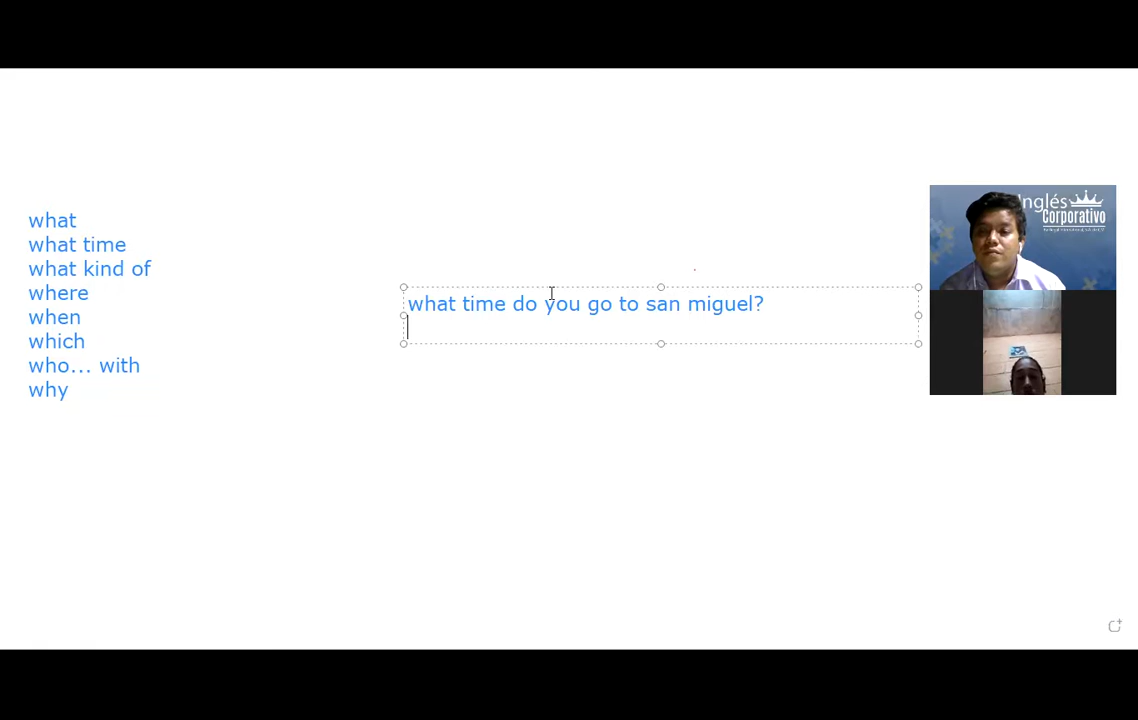 what
what time
what kind of
where
when
which
who... with
why
what time do you go to san miguel?
Inglés
Corporativo